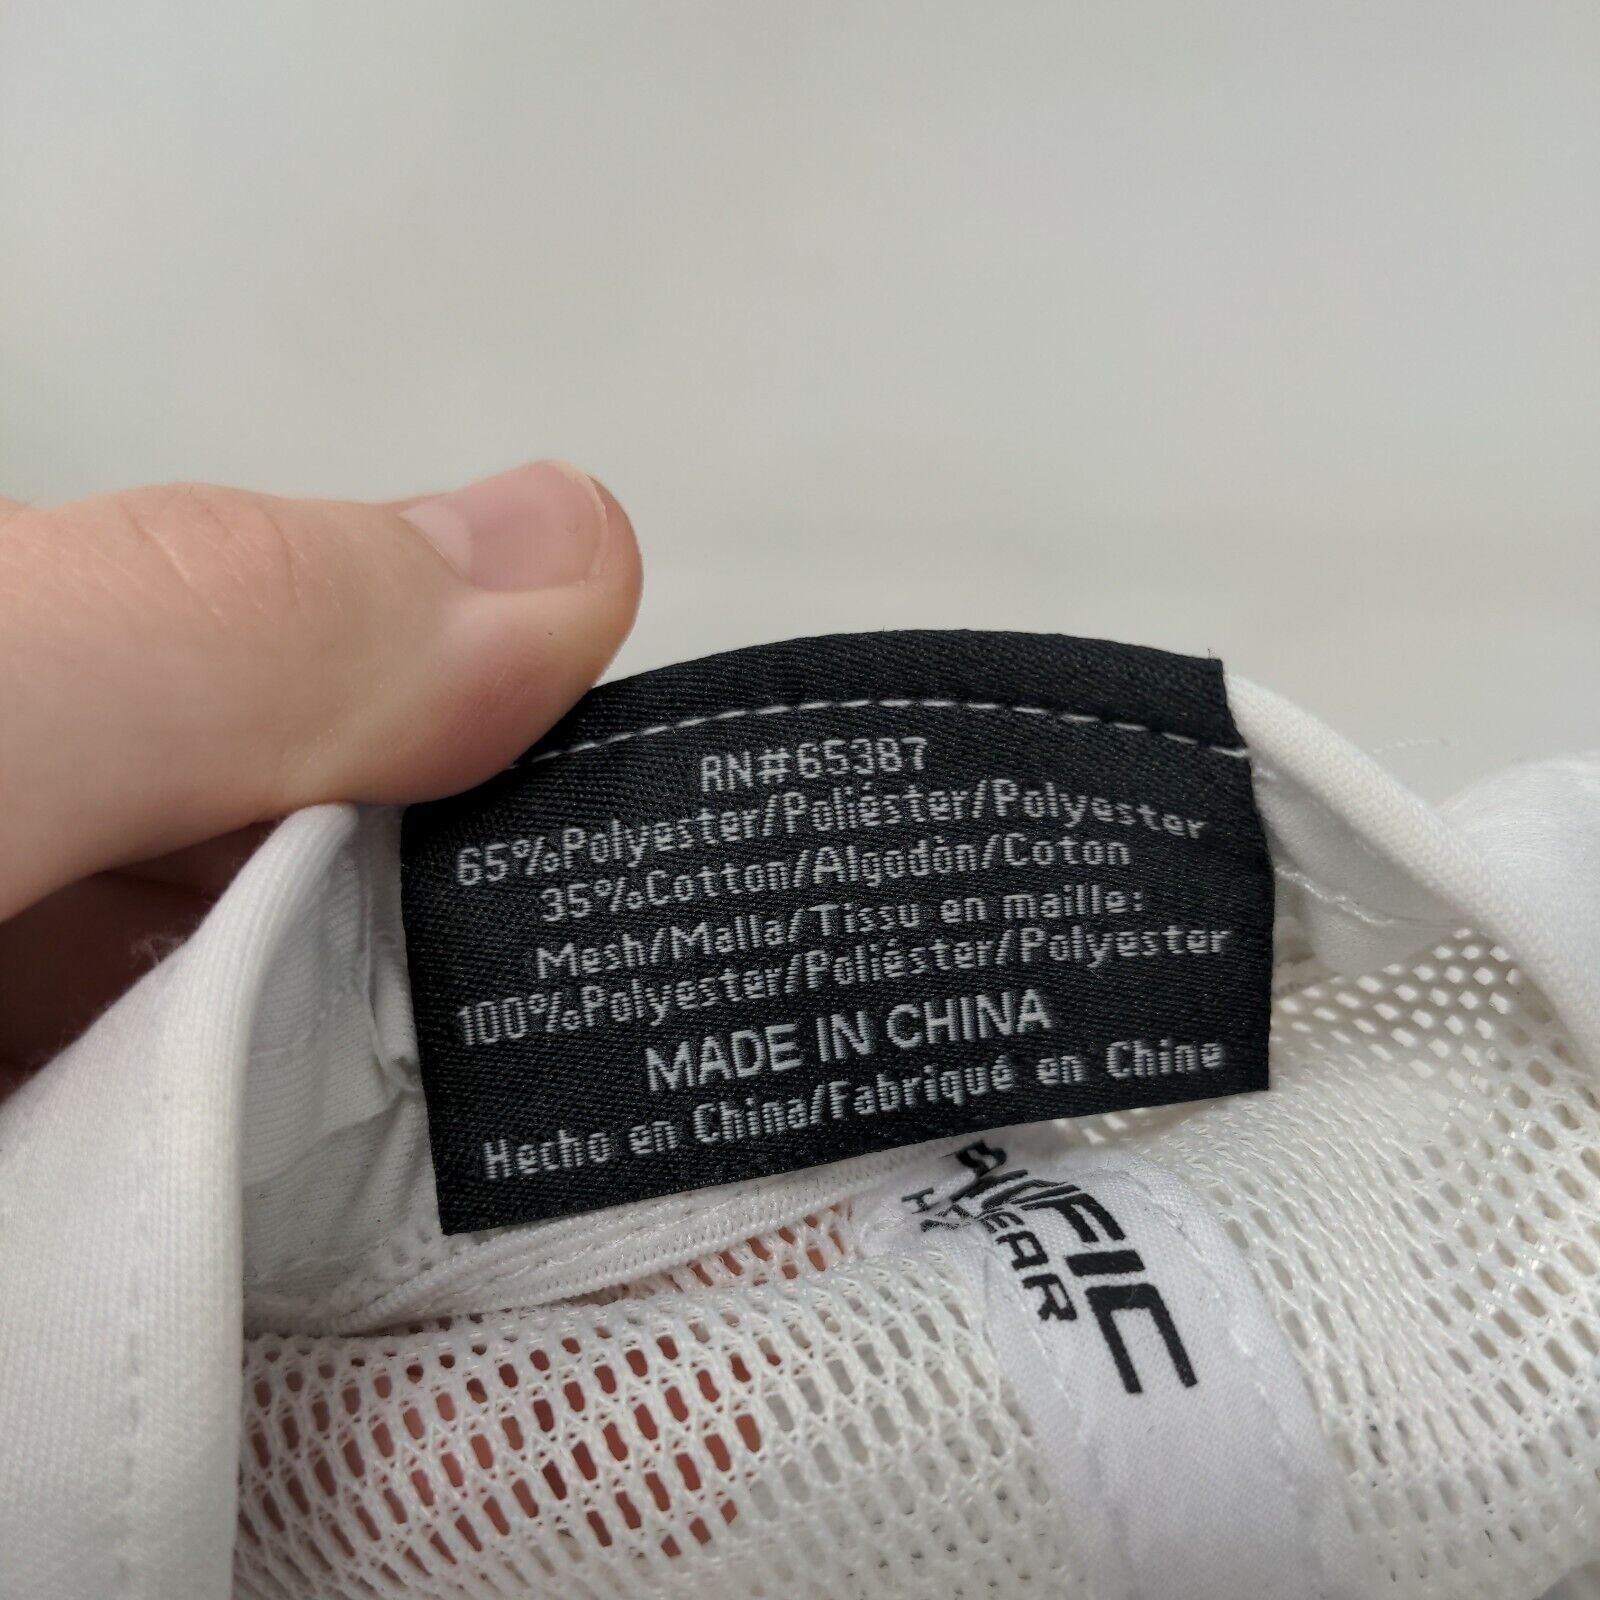 RN#65387
65%Polyester/Poliéster/Polyester
35%Cotton/Algodòn/Coton
Mesh/Malla/Tissu en maille:
100%Polyester/Poliéster/Polyester
MADE IN CHINA
Hecho en China/Fabriqué en Chine